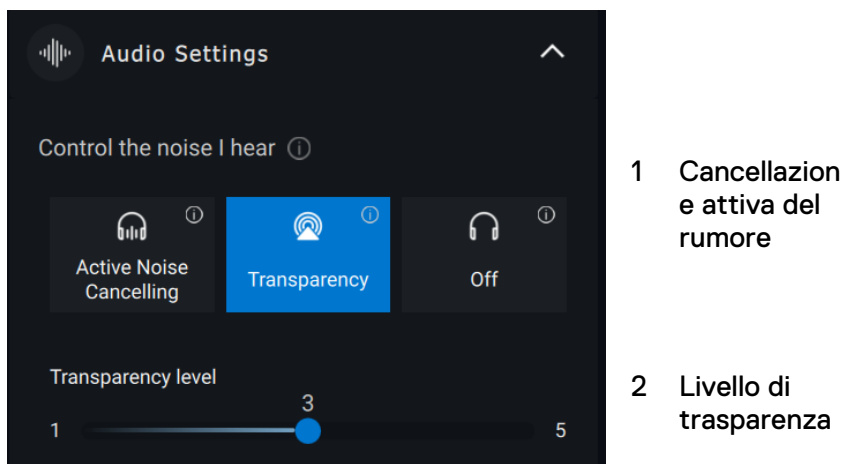 Audio Settings
Control the noise I hear
Active Noise
Cancelling
Transparency
Off
1 Cancellazion
e attiva del
rumore
Transparency level
3
1 5
2 Livello di
trasparenza